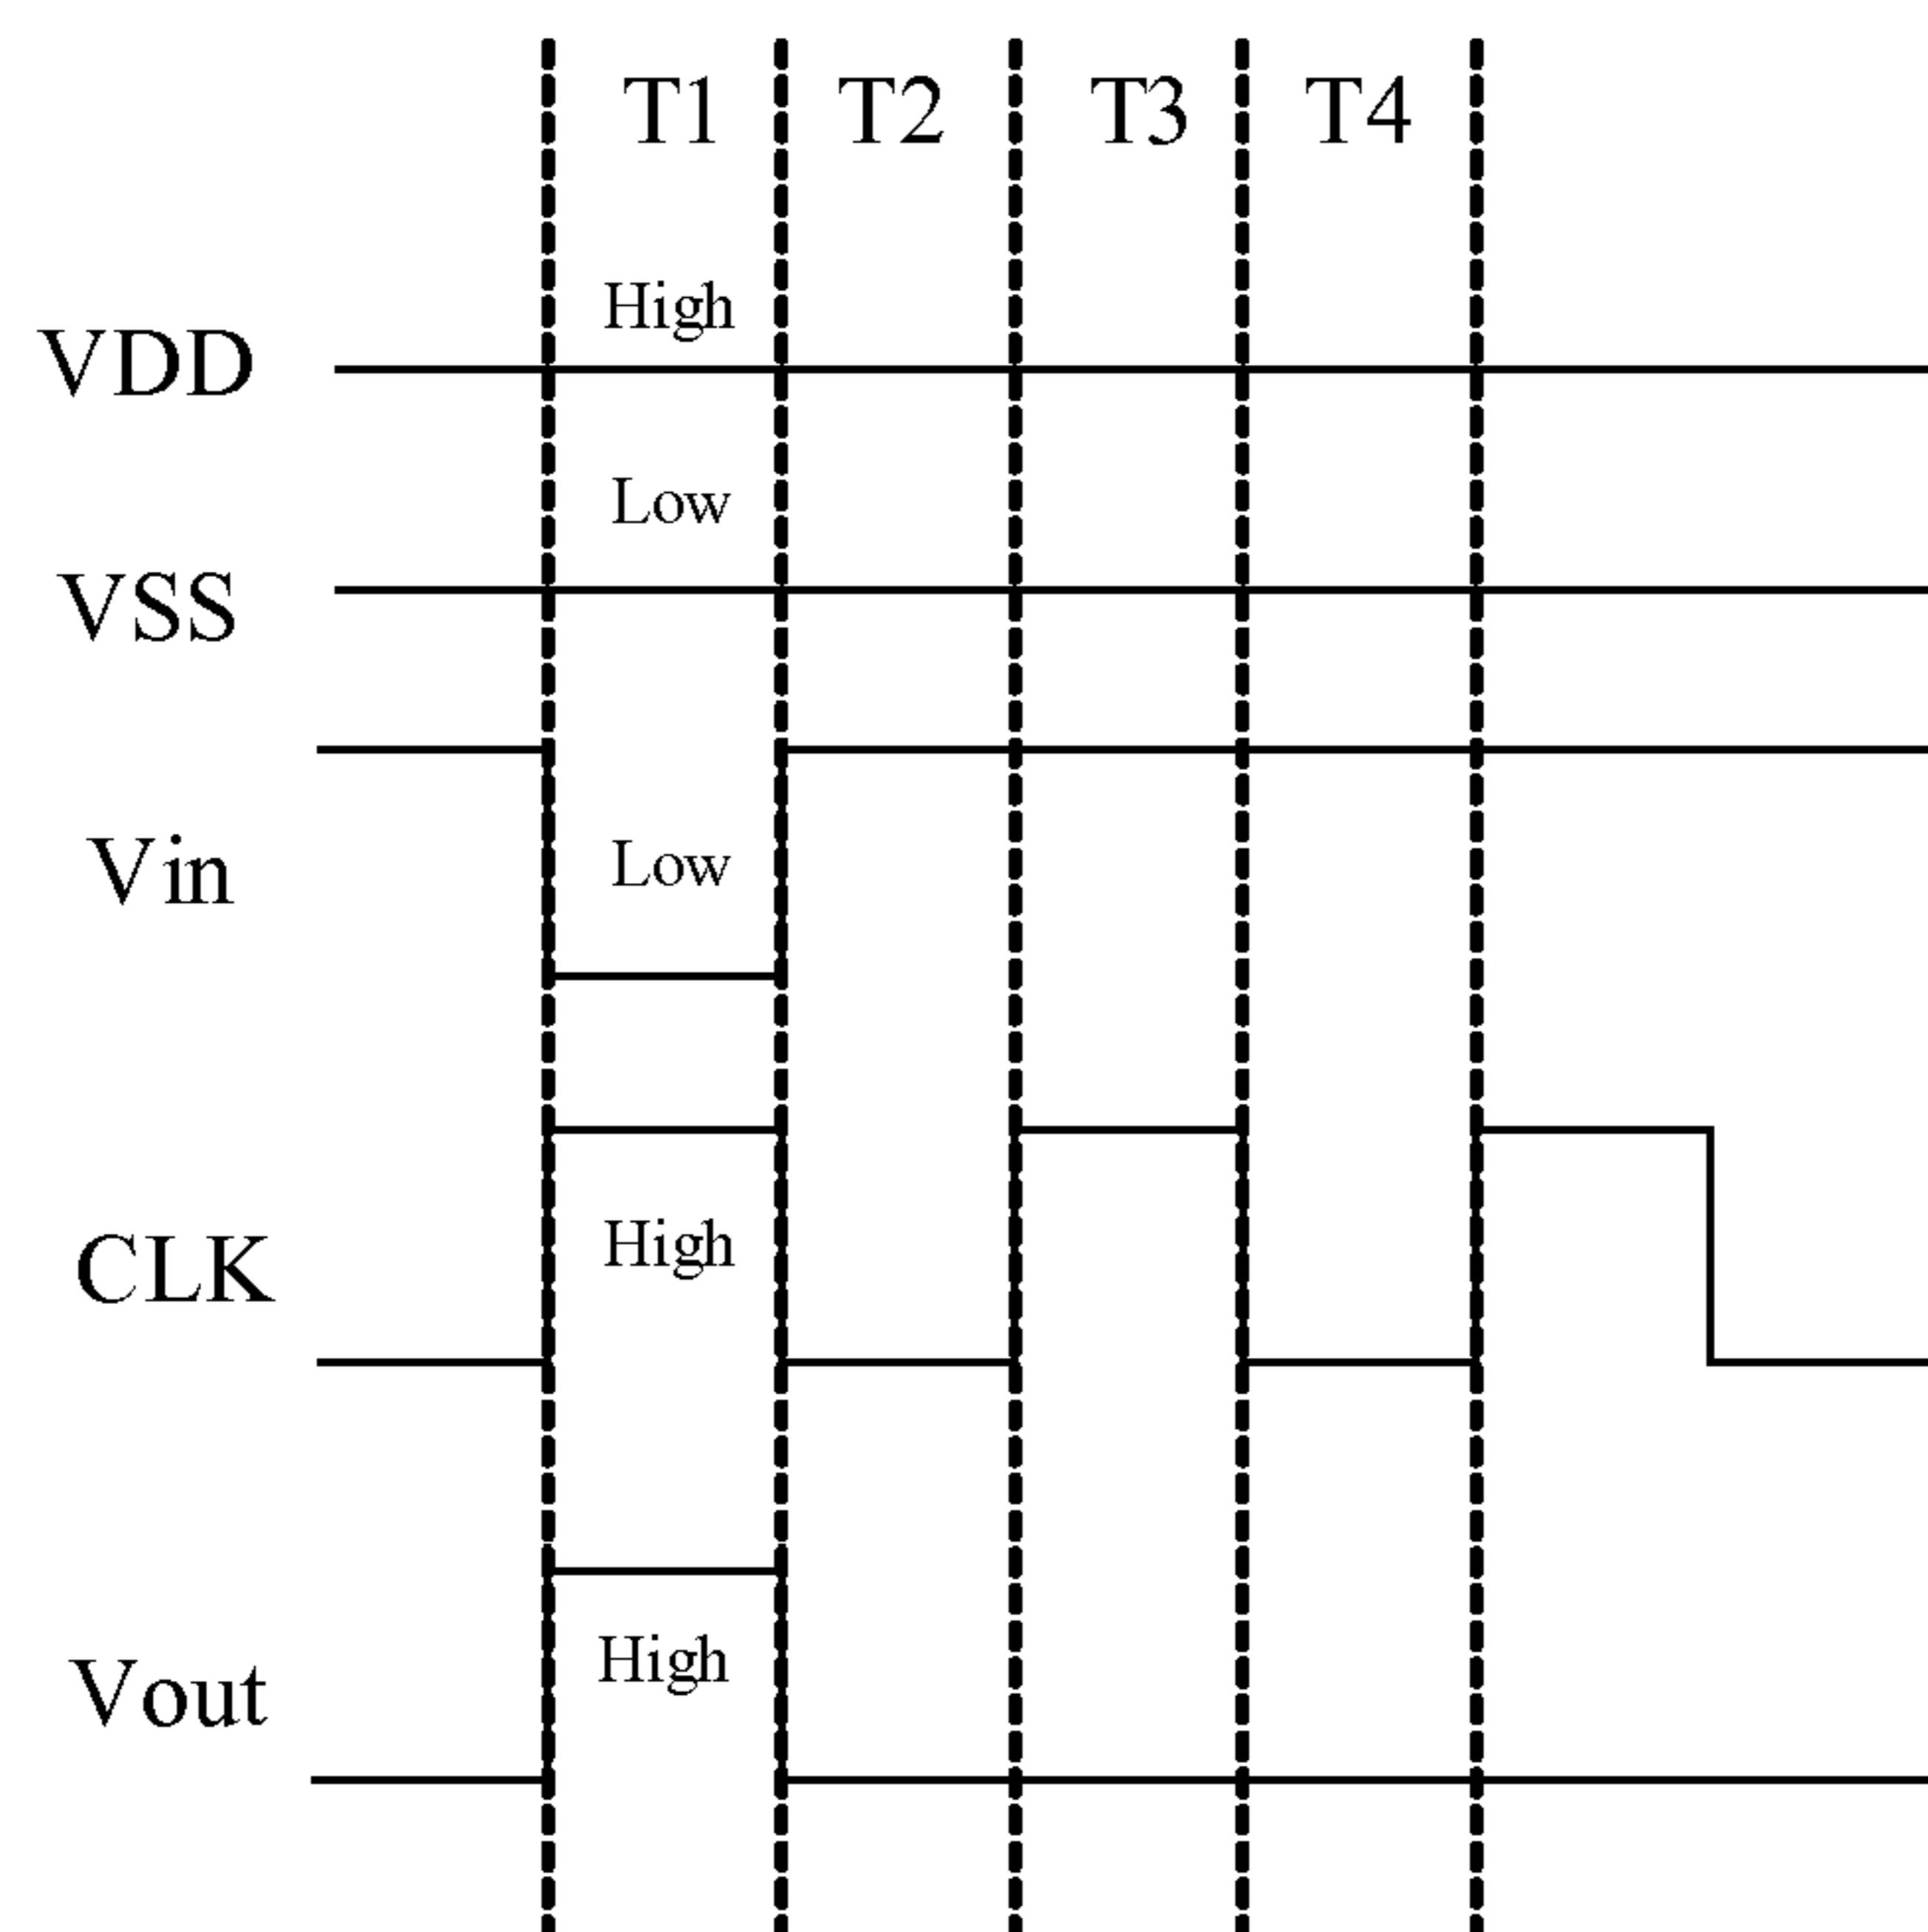 T1 T2 T3 T4
High
VDD
Low
VSS
Vin Low
CLK High
High
Vout